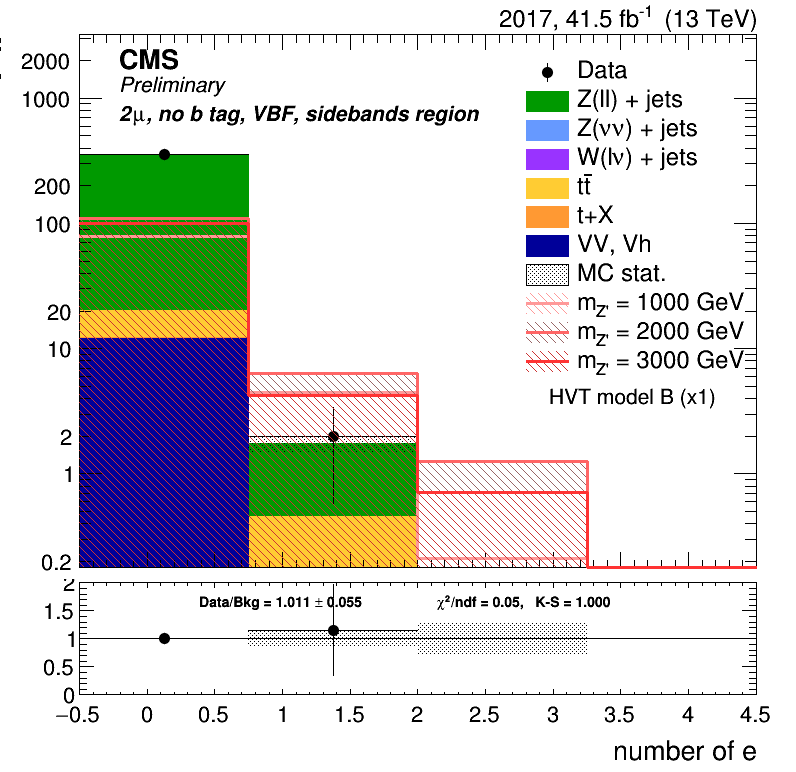 2017, 41.5 fb⁻¹ (13 TeV)
CMS
Preliminary
2μ, no b tag, VBF, sidebands region
Data
Z(ll) + jets
Z(νν) + jets
W(lν) + jets
tt̄
t+X
VV, Vh
MC stat.
m_Z' = 1000 GeV
m_Z' = 2000 GeV
m_Z' = 3000 GeV
HVT model B (x1)
2000
1000
200
100
20
10
2
1
0.2
Data/Bkg = 1.011 ± 0.055
χ²/ndf = 0.05, K-S = 1.000
2
1.5
1
0.5
0
−0.5 0 0.5 1 1.5 2 2.5 3 3.5 4 4.5
number of e